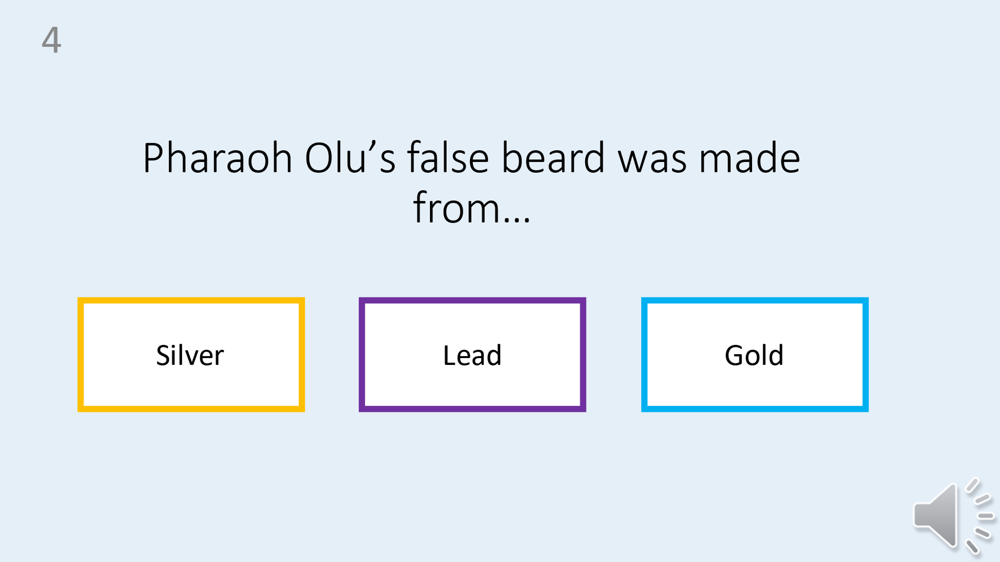 4
Pharaoh Olu’s false beard was made
from…
Silver
Lead
Gold